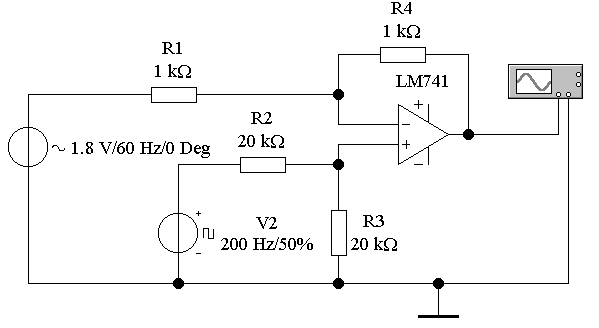 R4
1 kΩ
R1
1 kΩ
LM741
+
R2
20 kΩ
−
+
−
~ 1.8 V/60 Hz/0 Deg
+
−
V2
200 Hz/50%
R3
20 kΩ